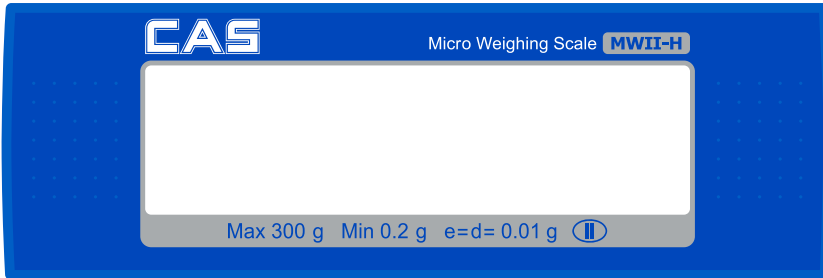 CAS
Micro Weighing Scale MWII-H
Max 300 g Min 0.2 g e=d= 0.01 g II